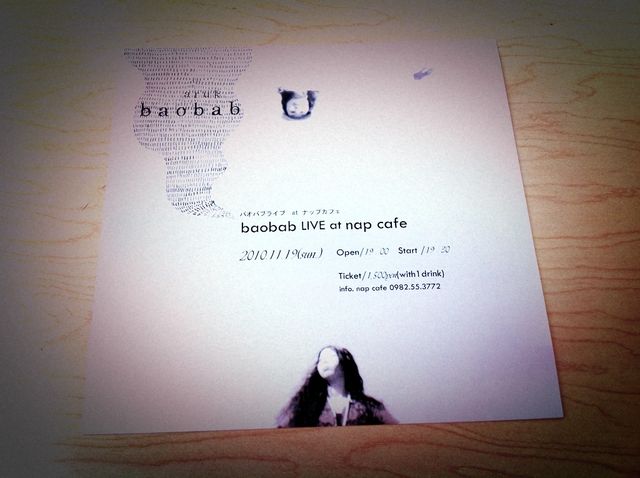 aruk
baobab
バオバブライブ at ナップカフェ
baobab LIVE at nap cafe
2010.11.19(sun.) Open/19:00 Start/19:30
Ticket/1,500yen(with1drink)
info. nap cafe 0982.55.3772